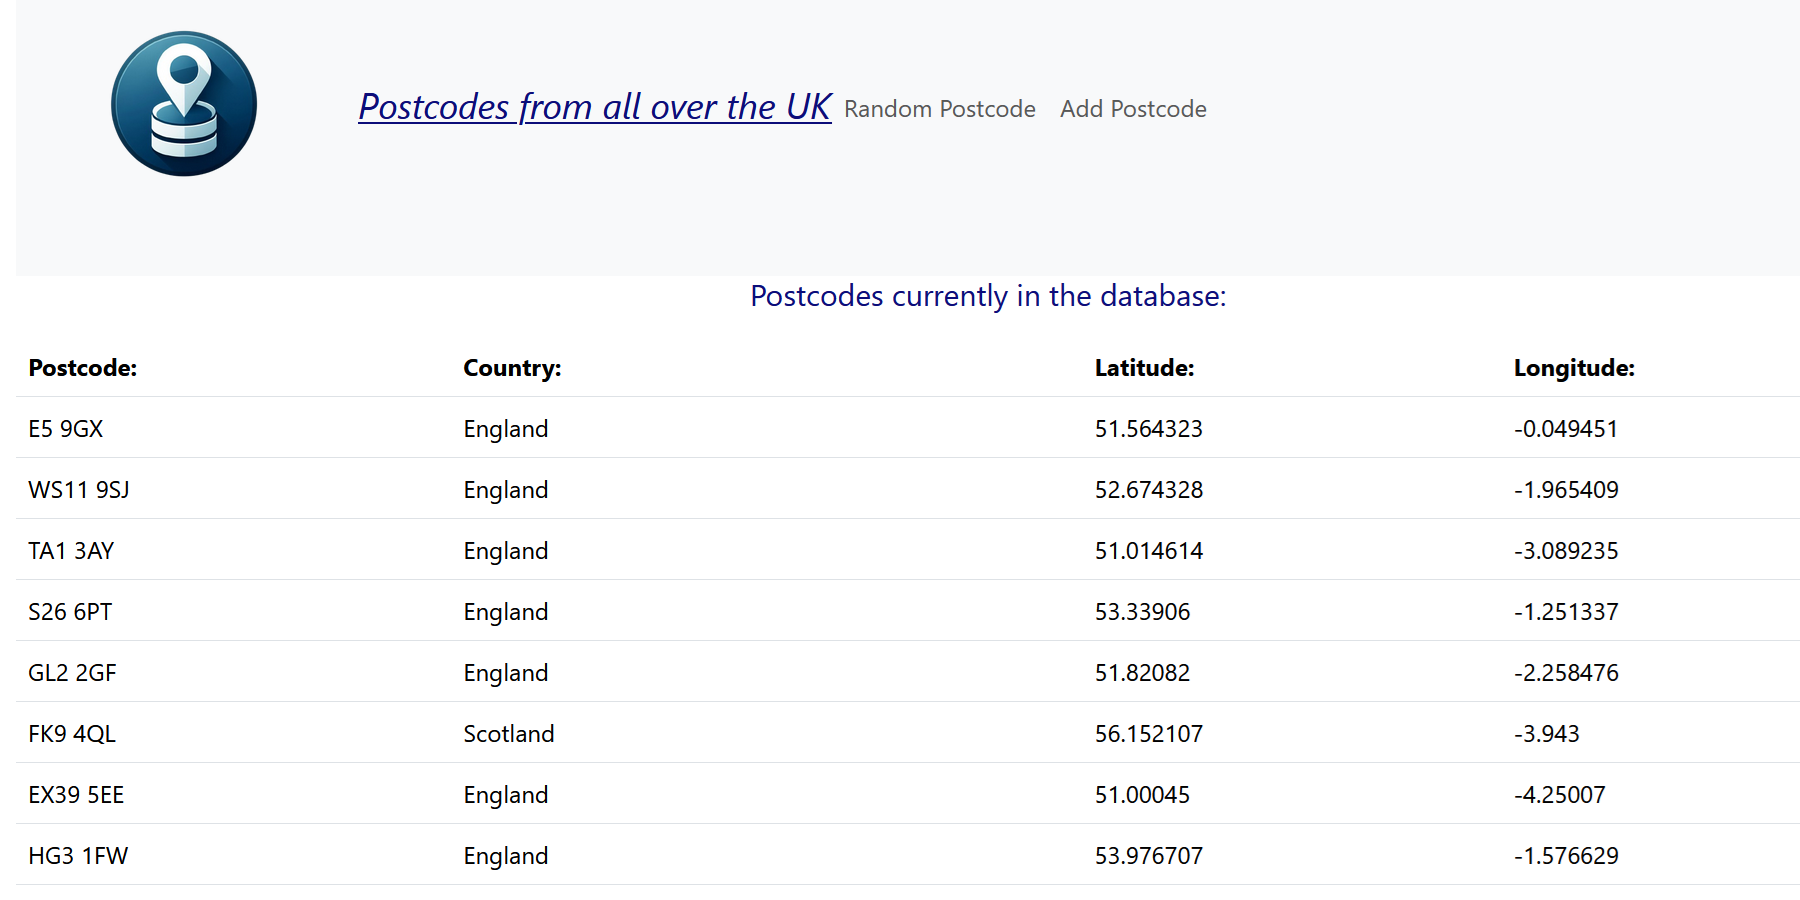 Postcodes from all over the UK Random Postcode Add Postcode
Postcodes currently in the database:
Postcode: Country: Latitude: Longitude:
E5 9GX England 51.564323 -0.049451
WS11 9SJ England 52.674328 -1.965409
TA1 3AY England 51.014614 -3.089235
S26 6PT England 53.33906 -1.251337
GL2 2GF England 51.82082 -2.258476
FK9 4QL Scotland 56.152107 -3.943
EX39 5EE England 51.00045 -4.25007
HG3 1FW England 53.976707 -1.576629